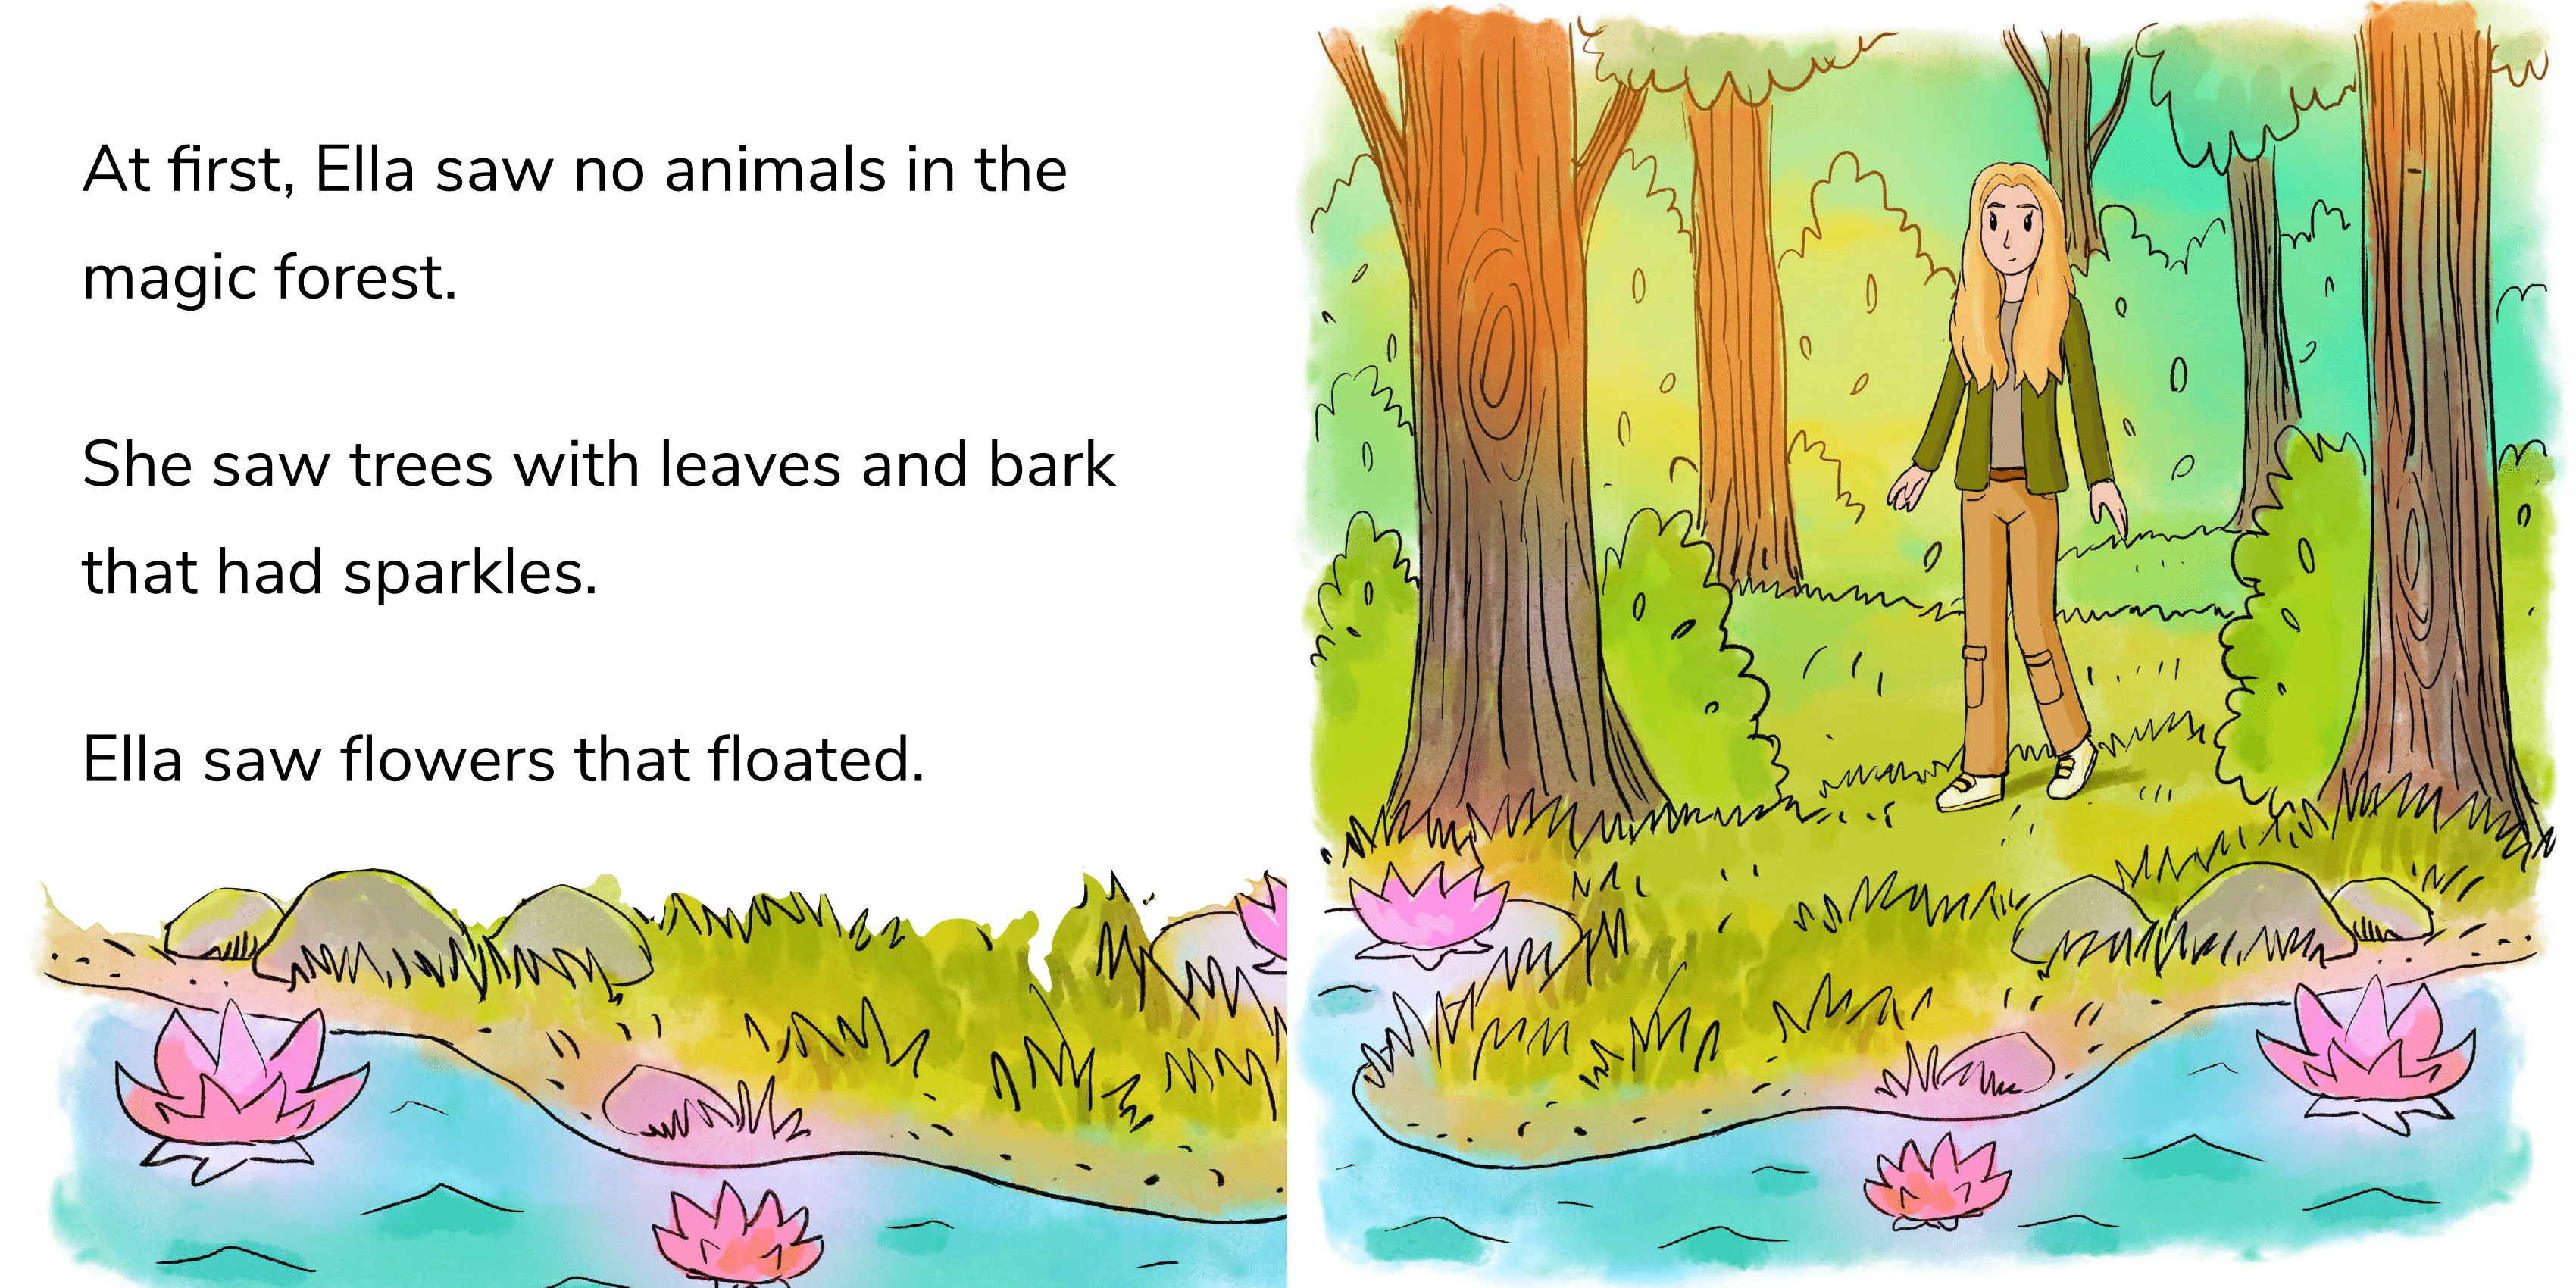 At first, Ella saw no animals in the
magic forest.
She saw trees with leaves and bark
that had sparkles.
Ella saw flowers that floated.